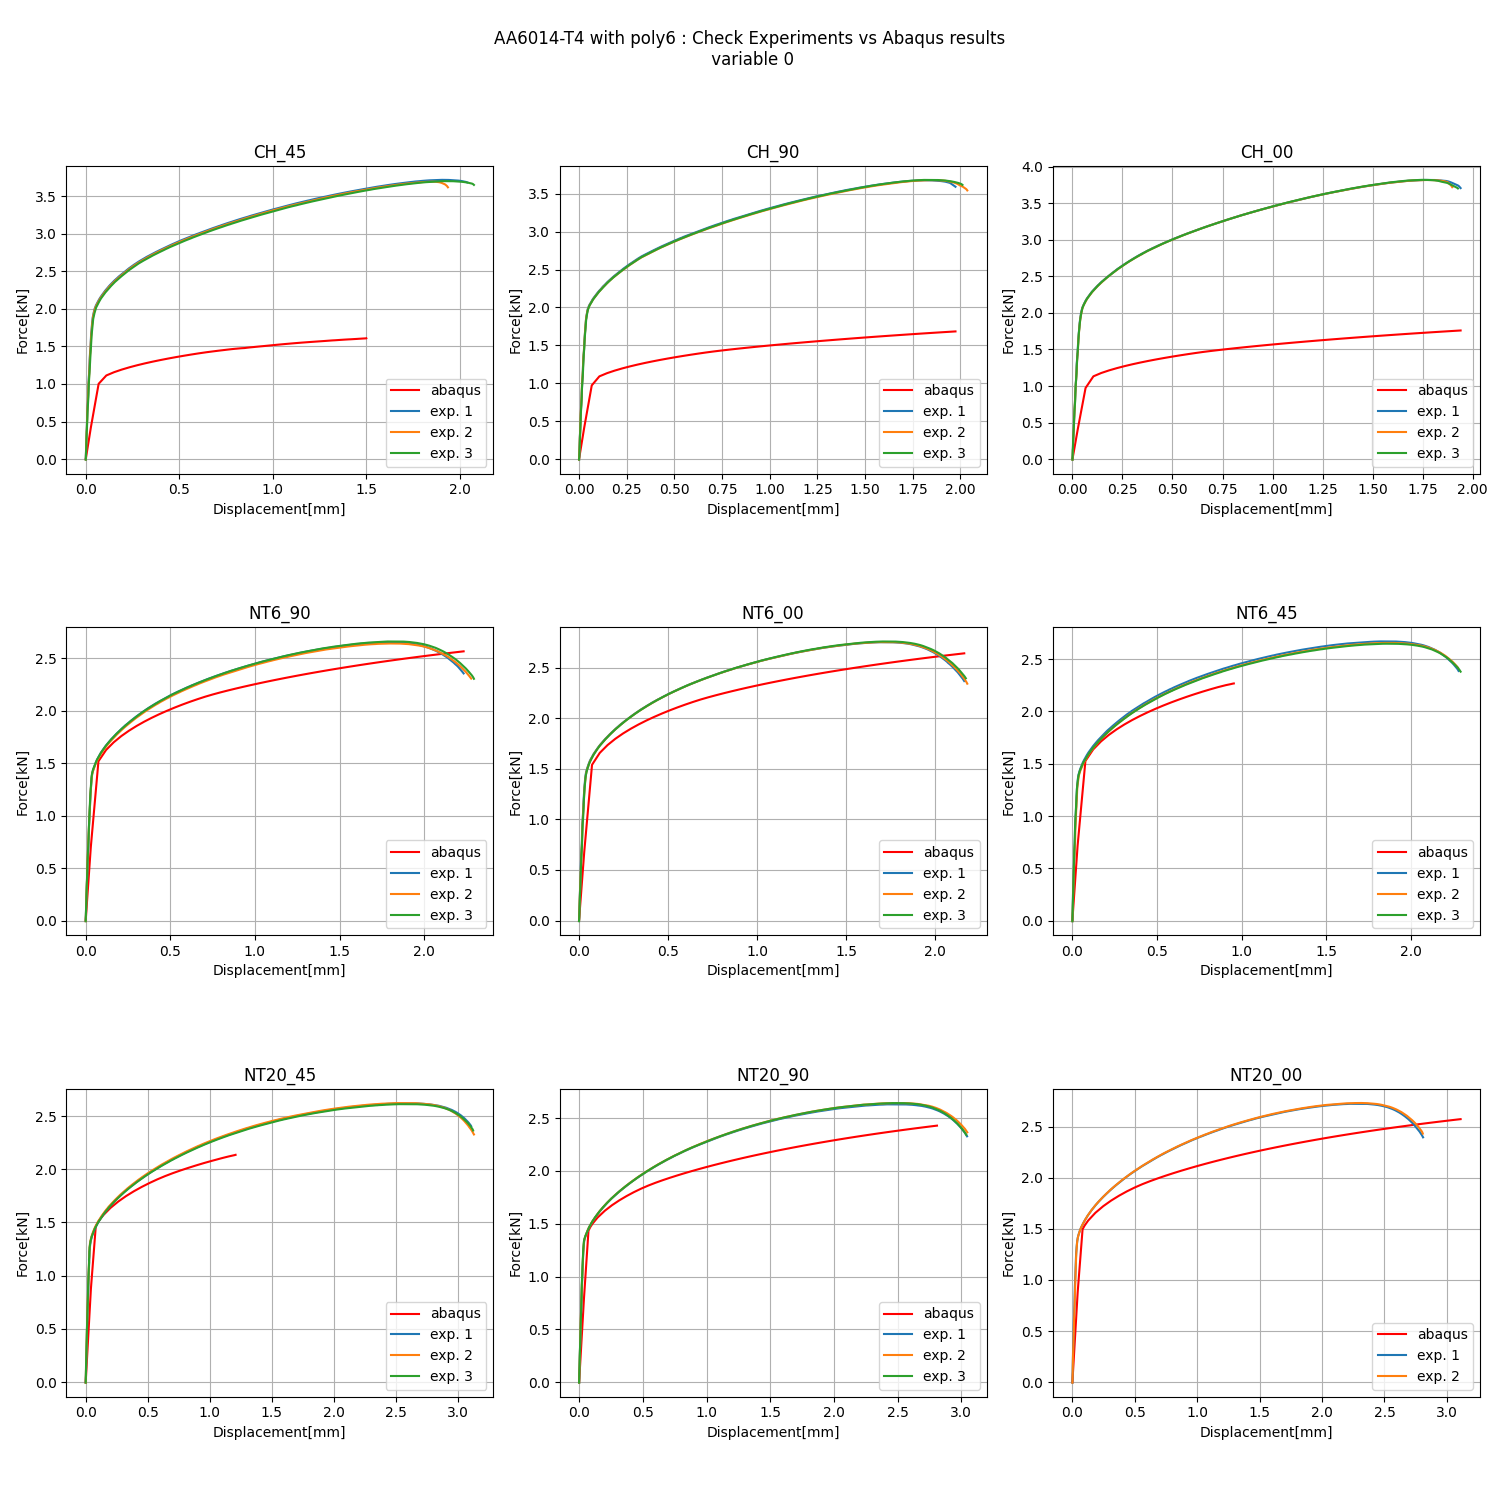 AA6014-T4 with poly6 : Check Experiments vs Abaqus results
variable 0
CH_45
Force[kN]
3.5
3.0
2.5
2.0
1.5
1.0
0.5
0.0
abaqus
exp. 1
exp. 2
exp. 3
0.0 0.5 1.0 1.5 2.0
Displacement[mm]
CH_90
Force[kN]
3.5
3.0
2.5
2.0
1.5
1.0
0.5
0.0
abaqus
exp. 1
exp. 2
exp. 3
0.00 0.25 0.50 0.75 1.00 1.25 1.50 1.75 2.00
Displacement[mm]
CH_00
Force[kN]
4.0
3.5
3.0
2.5
2.0
1.5
1.0
0.5
0.0
abaqus
exp. 1
exp. 2
exp. 3
0.00 0.25 0.50 0.75 1.00 1.25 1.50 1.75 2.00
Displacement[mm]
NT6_90
Force[kN]
2.5
2.0
1.5
1.0
0.5
0.0
abaqus
exp. 1
exp. 2
exp. 3
0.0 0.5 1.0 1.5 2.0
Displacement[mm]
NT6_00
Force[kN]
2.5
2.0
1.5
1.0
0.5
0.0
abaqus
exp. 1
exp. 2
exp. 3
0.0 0.5 1.0 1.5 2.0
Displacement[mm]
NT6_45
Force[kN]
2.5
2.0
1.5
1.0
0.5
0.0
abaqus
exp. 1
exp. 2
exp. 3
0.0 0.5 1.0 1.5 2.0
Displacement[mm]
NT20_45
Force[kN]
2.5
2.0
1.5
1.0
0.5
0.0
abaqus
exp. 1
exp. 2
exp. 3
0.0 0.5 1.0 1.5 2.0 2.5 3.0
Displacement[mm]
NT20_90
Force[kN]
2.5
2.0
1.5
1.0
0.5
0.0
abaqus
exp. 1
exp. 2
exp. 3
0.0 0.5 1.0 1.5 2.0 2.5 3.0
Displacement[mm]
NT20_00
Force[kN]
2.5
2.0
1.5
1.0
0.5
0.0
abaqus
exp. 1
exp. 2
0.0 0.5 1.0 1.5 2.0 2.5 3.0
Displacement[mm]